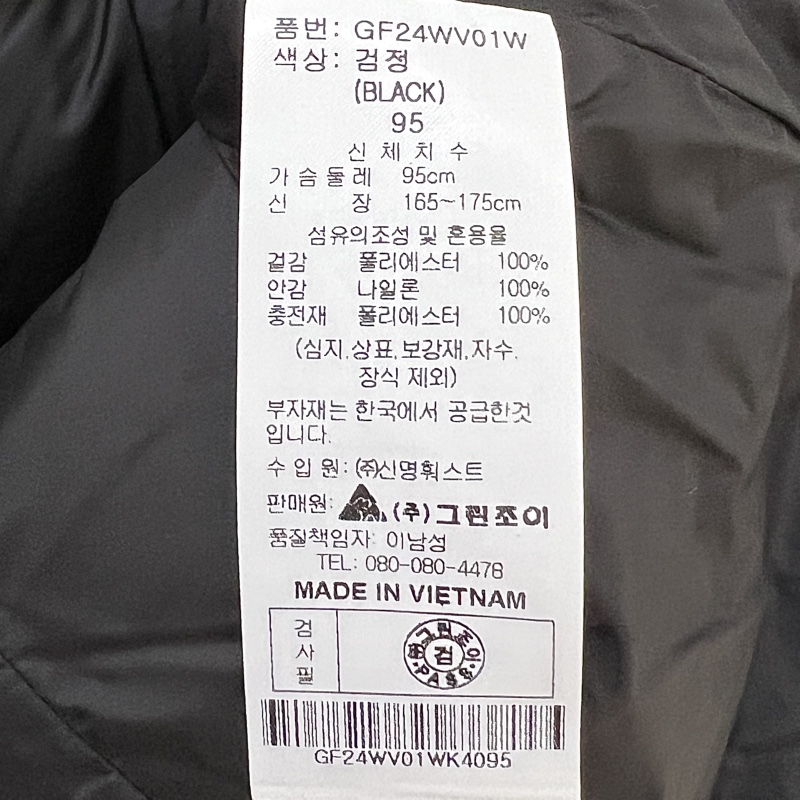 품번: GF24WV01W
색상: 검정
(BLACK)
95
신 체 치 수
가 슴 둘 레 95cm
신 장 165~175cm
섬유의조성 및 혼용율
겉감 폴리에스터 100%
안감 나일론 100%
충전재 폴리에스터 100%
(심지,상표,보강재,자수,
장식 제외)
부자재는 한국에서 공급한것
입니다.
수 입 원: (주)신명훠스트
판매원: (주)그린조이
품질책임자: 이남성
TEL: 080-080-4478
MADE IN VIETNAM
검
사
필
그린조이
검
PASS
GF24WV01WK4095